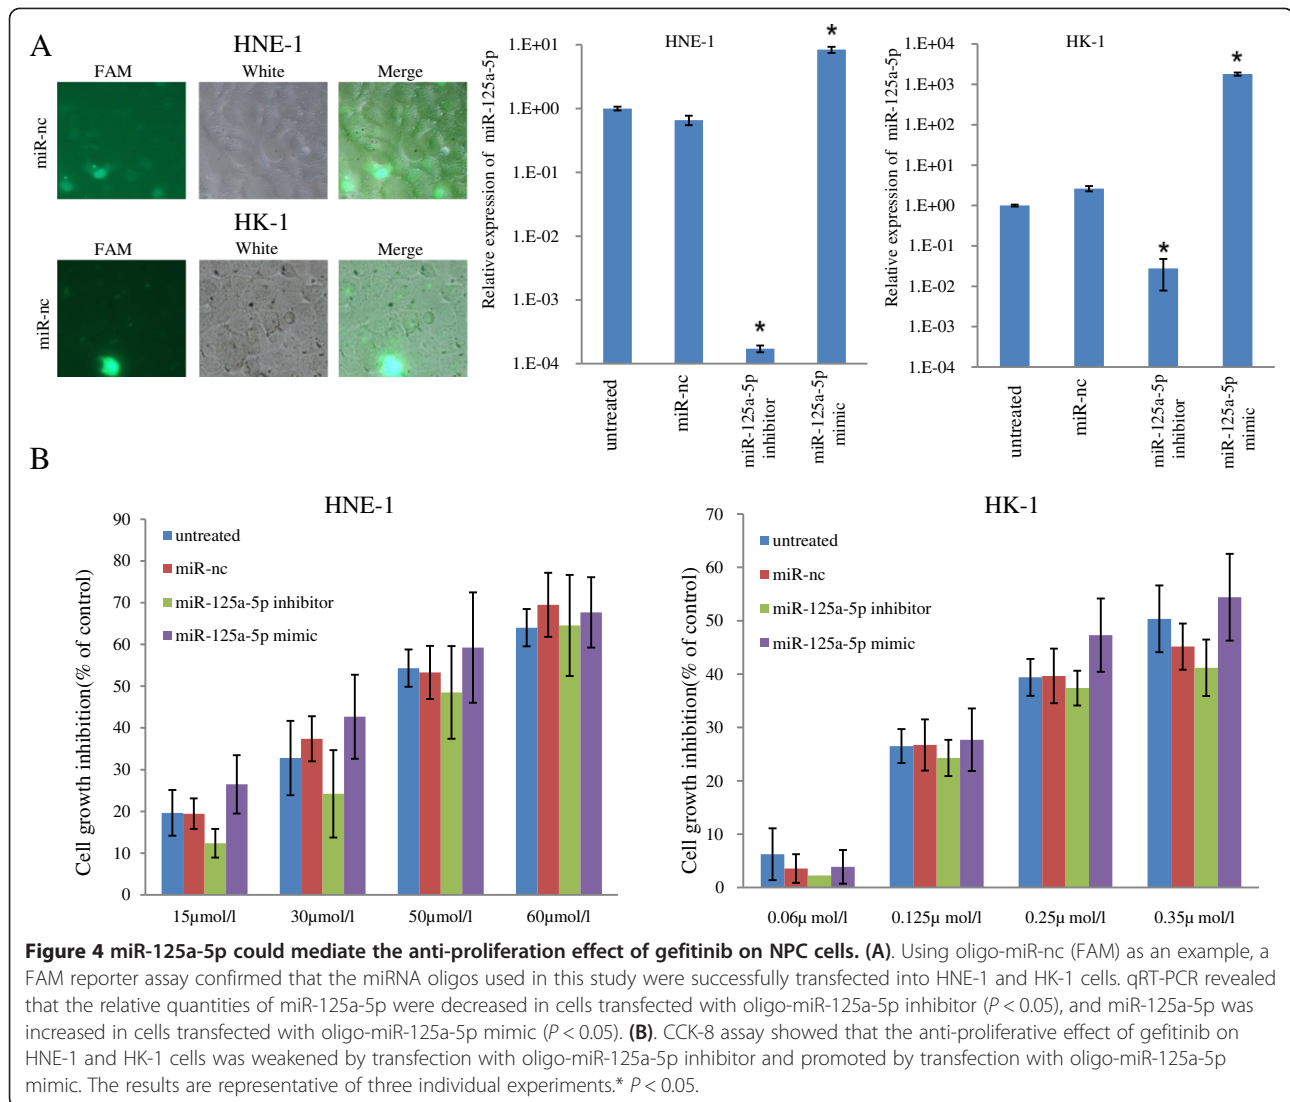 A
HNE-1
FAM White Merge
miR-nc
HK-1
FAM White Merge
miR-nc
HNE-1
Relative expression of miR-125a-5p
1.E+01
1.E+00
1.E-01
1.E-02
1.E-03
1.E-04
*
*
untreated
miR-nc
miR-125a-5p
inhibitor
miR-125a-5p
mimic
HK-1
Relative expression of miR-125a-5p
1.E+04
1.E+03
1.E+02
1.E+01
1.E+00
1.E-01
1.E-02
1.E-03
1.E-04
*
*
untreated
miR-nc
miR-125a-5p
inhibitor
miR-125a-5p
mimic
B
HNE-1
Cell growth inhibition(% of control)
90
80
70
60
50
40
30
20
10
0
untreated
miR-nc
miR-125a-5p inhibitor
miR-125a-5p mimic
15μmol/l 30μmol/l 50μmol/l 60μmol/l
HK-1
Cell growth inhibition(% of control)
70
60
50
40
30
20
10
0
untreated
miR-nc
miR-125a-5p inhibitor
miR-125a-5p mimic
0.06μ mol/l 0.125μ mol/l 0.25μ mol/l 0.35μ mol/l
Figure 4 miR-125a-5p could mediate the anti-proliferation effect of gefitinib on NPC cells. (A). Using oligo-miR-nc (FAM) as an example, a
FAM reporter assay confirmed that the miRNA oligos used in this study were successfully transfected into HNE-1 and HK-1 cells. qRT-PCR revealed
that the relative quantities of miR-125a-5p were decreased in cells transfected with oligo-miR-125a-5p inhibitor (P < 0.05), and miR-125a-5p was
increased in cells transfected with oligo-miR-125a-5p mimic (P < 0.05). (B). CCK-8 assay showed that the anti-proliferative effect of gefitinib on
HNE-1 and HK-1 cells was weakened by transfection with oligo-miR-125a-5p inhibitor and promoted by transfection with oligo-miR-125a-5p
mimic. The results are representative of three individual experiments.* P < 0.05.